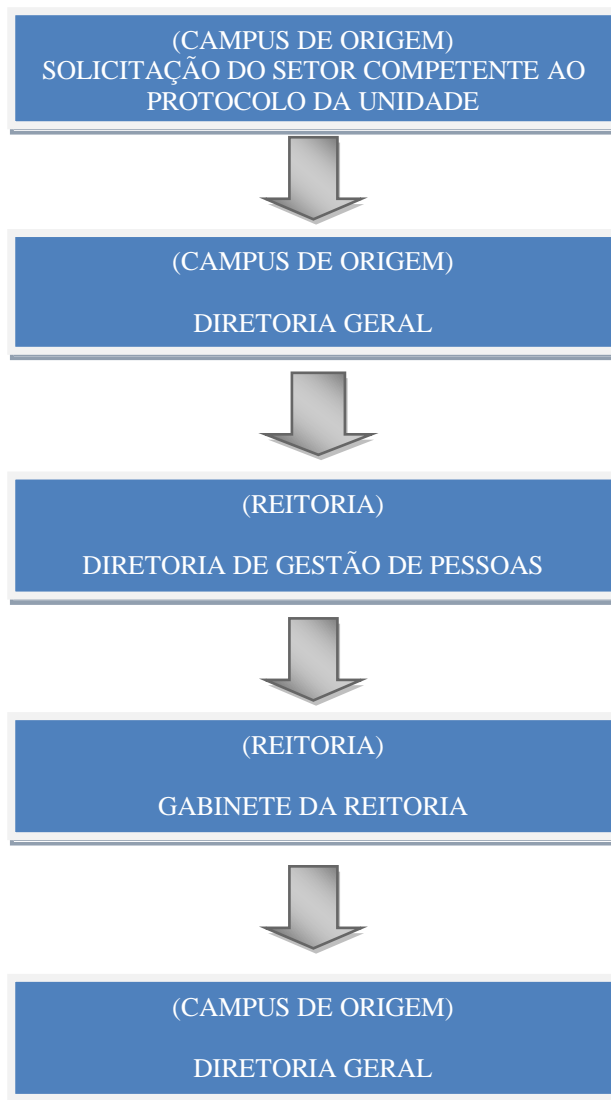 (CAMPUS DE ORIGEM)
SOLICITAÇÃO DO SETOR COMPETENTE AO
PROTOCOLO DA UNIDADE
(CAMPUS DE ORIGEM)
DIRETORIA GERAL
(REITORIA)
DIRETORIA DE GESTÃO DE PESSOAS
(REITORIA)
GABINETE DA REITORIA
(CAMPUS DE ORIGEM)
DIRETORIA GERAL